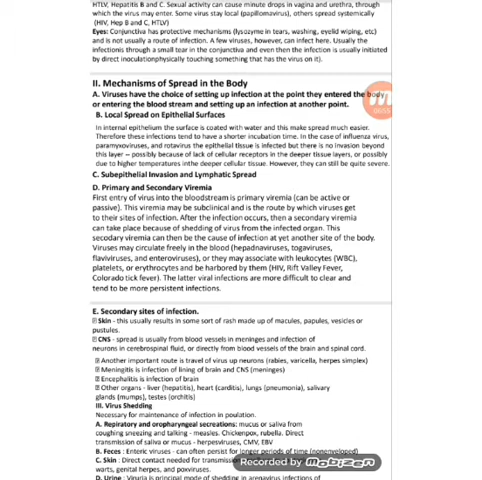 HTLV, Hepatitis B and C. Sexual activity can cause minute drops in vagina and urethra, through
which the virus may enter. Some virus stay local (papillomavirus), others spread systemically
(HIV, Hep B and C, HTLV)
Eyes: Conjunctiva has protective mechanisms (lysozyme in tears, washing, eyelid wiping, etc)
and is not usually a route of infection. A few viruses, however, can infect here. Usually the
infectionis through a small tear in the conjunctiva and even then the infection is usually initiated
by direct inoculationphysically touching something that has the virus on it).
II. Mechanisms of Spread in the Body
A. Viruses have the choice of setting up infection at the point they entered the body
or entering the blood stream and setting up an infection at another point.
B. Local Spread on Epithelial Surfaces
In internal epithelium the surface is coated with water and this make spread much easier.
Therefore these infections tend to have a shorter incubation time. In the case of influenza virus,
paramyxoviruses, and rotavirus the epithelial tissue is infected but there is no invasion beyond
this layer – possibly because of lack of cellular receptors in the deeper tissue layers, or possibly
due to higher temperatures inthe deeper cellular tissue. However, they can still be quite severe.
C. Subepithelial Invasion and Lymphatic Spread
D. Primary and Secondary Viremia
First entry of virus into the bloodstream is primary viremia (can be active or
passive). This viremia may be subclinical and is the route by which viruses get
to their sites of infection. After the infection occurs, then a secondary viremia
can take place because of shedding of virus from the infected organ. This
secodary viremia can then be the cause of infection at yet another site of the body.
Viruses may circulate freely in the blood (hepadnaviruses, togaviruses,
flaviviruses, and enteroviruses), or they may associate with leukocytes (WBC),
platelets, or erythrocytes and be harbored by them (HIV, Rift Valley Fever,
Colorado tick fever). The latter viral infections are more difficult to clear and
tend to be more persistent infections.
E. Secondary sites of infection.
Skin - this usually results in some sort of rash made up of macules, papules, vesicles or
pustules.
CNS - spread is usually from blood vessels in meninges and infection of
neurons in cerebrospinal fluid, or directly from blood vessels of the brain and spinal cord.
Another important route is travel of virus up neurons (rabies, varicella, herpes simplex)
Meningitis is infection of lining of brain and CNS (meninges)
Encephalitis is infection of brain
Other organs - liver (hepatitis), heart (carditis), lungs (pneumonia), salivary
glands (mumps), testes (orchitis)
III. Virus Shedding
Necessary for maintenance of infection in poulation.
A. Repiratory and oropharyngeal secreations: mucus or saliva from
coughing sneezing and talking - measles. Chickenpox, rubella. Direct
transmission of saliva or mucus - herpesviruses, CMV, EBV
B. Feces : Enteric viruses - can often persist for longer periods of time (nonenveloped)
C. Skin : Direct contact needed for transmission
warts, genital herpes, and poxviruses.
D. Urine : Viruria is principal mode of shedding in arenavirus infections of
Recorded by mobizen